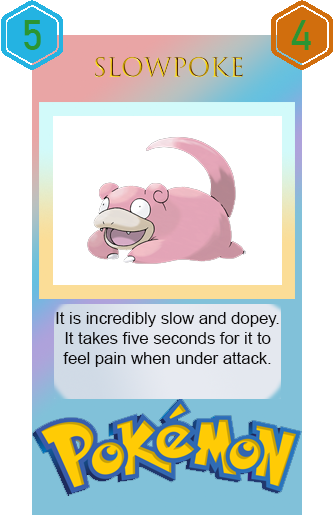 5
4
SLOWPOKE
It is incredibly slow and dopey.
It takes five seconds for it to
feel pain when under attack.
POKéMON